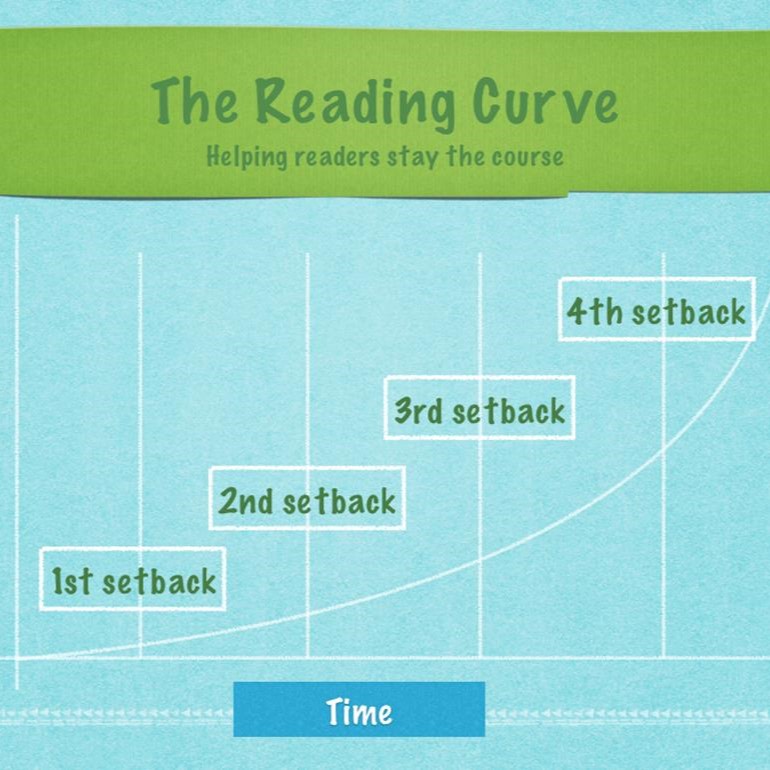 The Reading Curve
Helping readers stay the course
4th setback
3rd setback
2nd setback
1st setback
Time